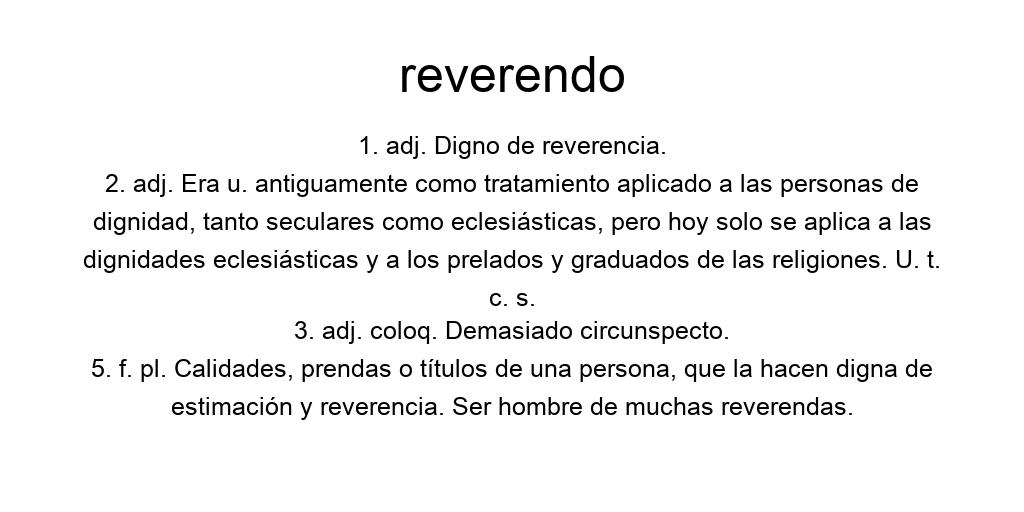 reverendo
1. adj. Digno de reverencia.
2. adj. Era u. antiguamente como tratamiento aplicado a las personas de
dignidad, tanto seculares como eclesiásticas, pero hoy solo se aplica a las
dignidades eclesiásticas y a los prelados y graduados de las religiones. U. t.
c. s.
3. adj. coloq. Demasiado circunspecto.
5. f. pl. Calidades, prendas o títulos de una persona, que la hacen digna de
estimación y reverencia. Ser hombre de muchas reverendas.